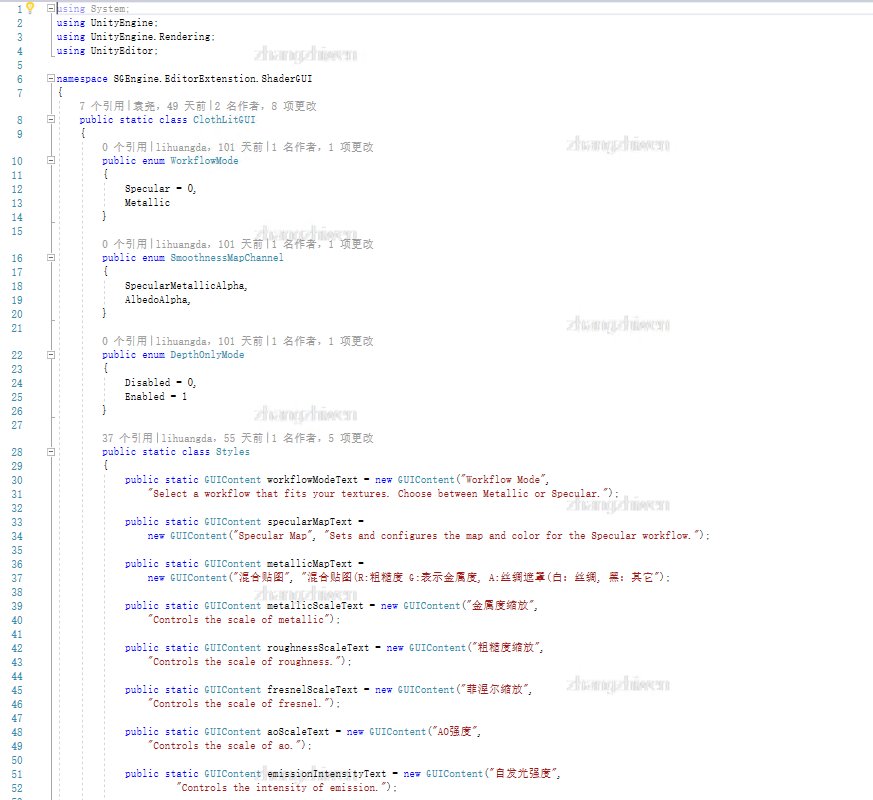 1 using System;
2 using UnityEngine;
3 using UnityEngine.Rendering;
4 using UnityEditor;
zhangzhiwen
5
6 namespace SGEngine.EditorExtenstion.ShaderGUI
7 {
7 个引用|袁尧，49 天前|2 名作者，8 项更改
8 public static class ClothLitGUI
9 {
0 个引用|lihuangda，101 天前|1 名作者，1 项更改
zhangzhiwen
10 public enum WorkflowMode
11 {
12 Specular = 0,
13 Metallic
14 }
15
zhangzhiwen
0 个引用|lihuangda，101 天前|1 名作者，1 项更改
16 public enum SmoothnessMapChannel
17 {
18 SpecularMetallicAlpha,
19 AlbedoAlpha,
20 }
21
zhangzhiwen
0 个引用|lihuangda，101 天前|1 名作者，1 项更改
22 public enum DepthOnlyMode
23 {
24 Disabled = 0,
25 Enabled = 1
26 }
zhangzhiwen
27
37 个引用|lihuangda，55 天前|1 名作者，5 项更改
28 public static class Styles
29 {
30 public static GUIContent workflowModeText = new GUIContent("Workflow Mode",
31 "Select a workflow that fits your textures. Choose between Metallic or Specular.");
zhangzhiwen
32
33 public static GUIContent specularMapText =
34 new GUIContent("Specular Map", "Sets and configures the map and color for the Specular workflow.");
35
36 public static GUIContent metallicMapText =
37 new GUIContent("混合贴图", "混合贴图(R:粗糙度 G:表示金属度, A:丝绸遮罩(白: 丝绸, 黑: 其它");
38
zhangzhiwen
39 public static GUIContent metallicScaleText = new GUIContent("金属度缩放",
40 "Controls the scale of metallic");
41
42 public static GUIContent roughnessScaleText = new GUIContent("粗糙度缩放",
43 "Controls the scale of roughness.");
44
zhangzhiwen
45 public static GUIContent fresnelScaleText = new GUIContent("菲涅尔缩放",
46 "Controls the scale of fresnel.");
47
48 public static GUIContent aoScaleText = new GUIContent("AO强度",
49 "Controls the scale of ao.");
50
51 public static GUIContent emissionIntensityText = new GUIContent("自发光强度",
zhangzhiwen
52 "Controls the intensity of emission.");